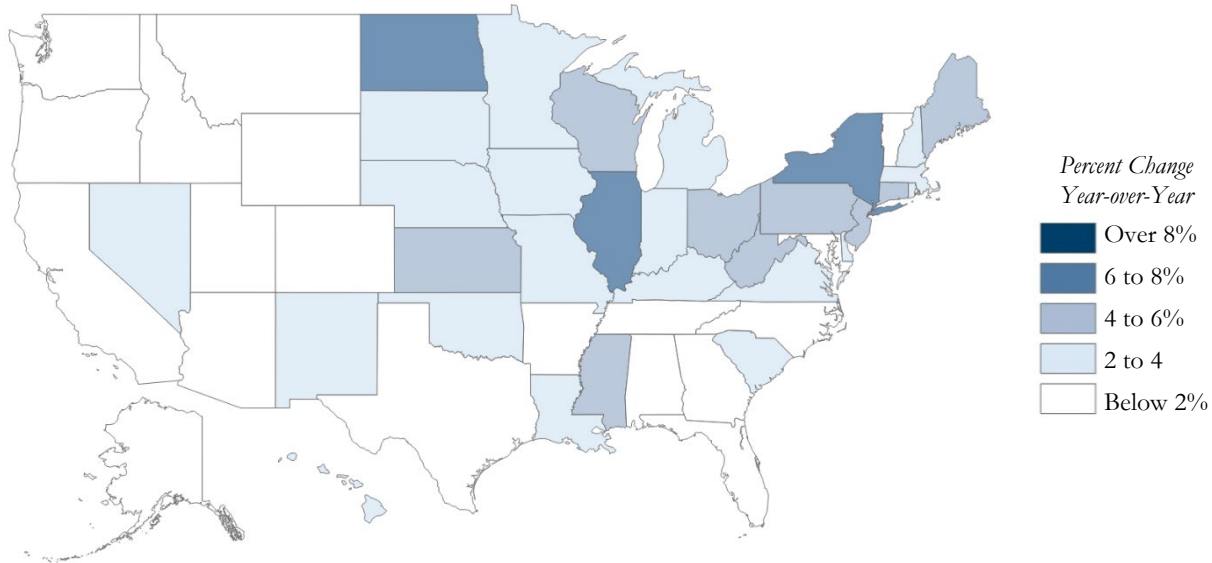 Percent Change
Year-over-Year
Over 8%
6 to 8%
4 to 6%
2 to 4
Below 2%